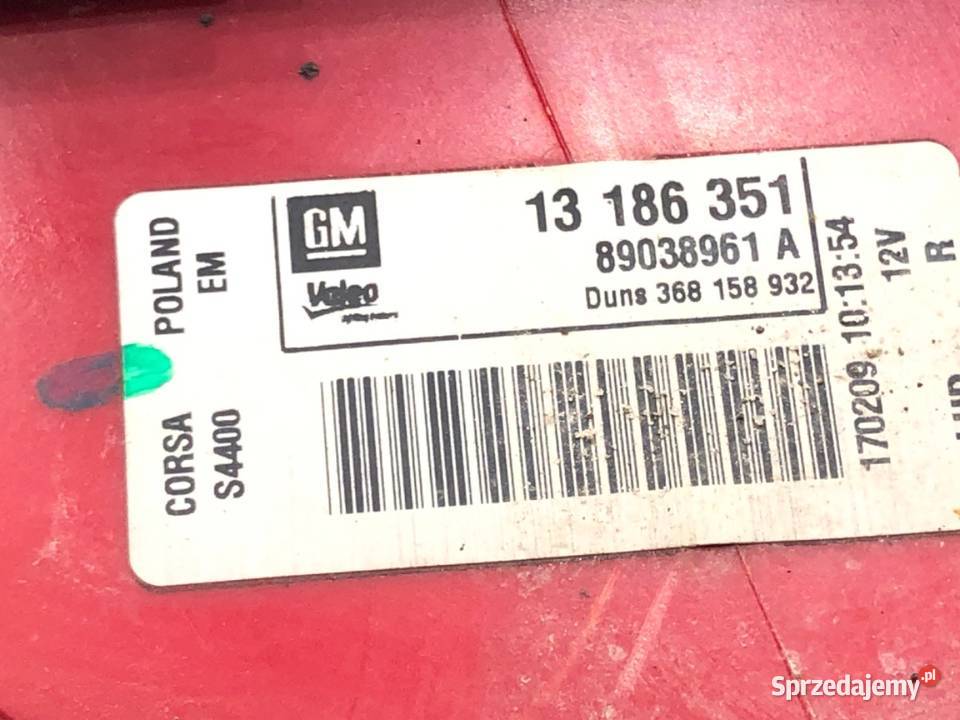 GM
Valeo
13 186 351
89038961 A
Duns 368 158 932
CORSA POLAND
S4400 EM
170209 10:13:54
12V
R
Sprzedajemy.pl